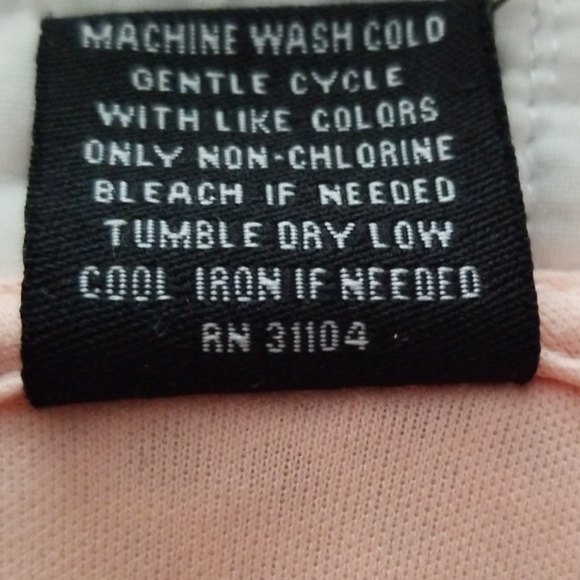 MACHINE WASH COLD
GENTLE CYCLE
WITH LIKE COLORS
ONLY NON-CHLORINE
BLEACH IF NEEDED
TUMBLE DRY LOW
COOL IRON IF NEEDED
RN 31104